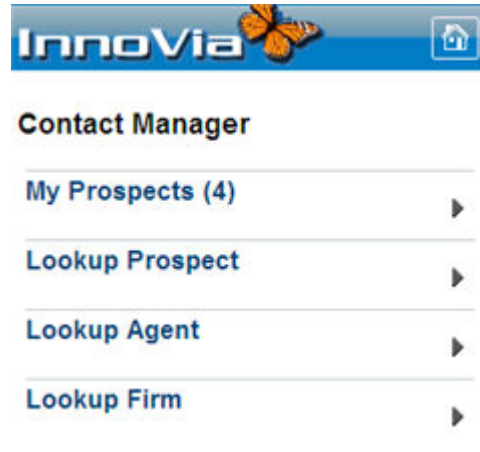 InnoVia
Contact Manager
My Prospects (4)
Lookup Prospect
Lookup Agent
Lookup Firm